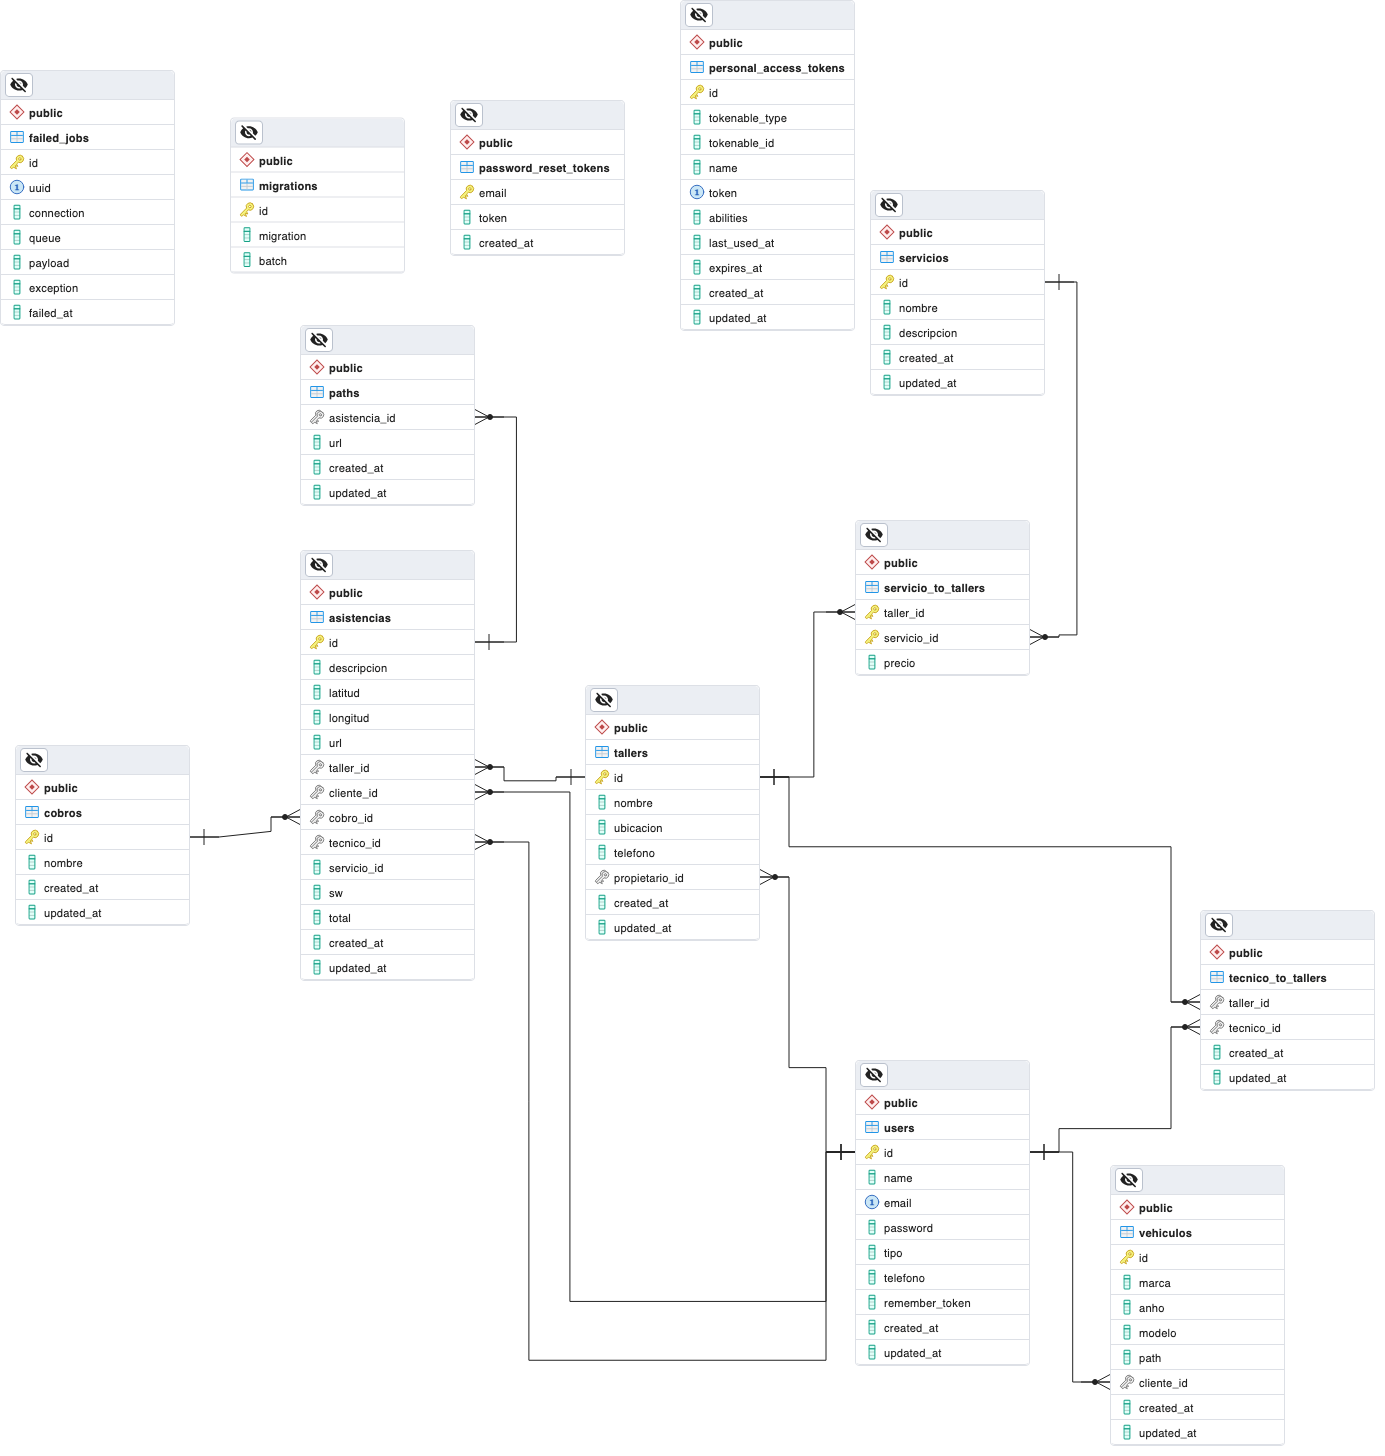 public
failed_jobs
id
uuid
connection
queue
payload
exception
failed_at
public
migrations
id
migration
batch
public
password_reset_tokens
email
token
created_at
public
personal_access_tokens
id
tokenable_type
tokenable_id
name
token
abilities
last_used_at
expires_at
created_at
updated_at
public
servicios
id
nombre
descripcion
created_at
updated_at
public
paths
asistencia_id
url
created_at
updated_at
public
asistencias
id
descripcion
latitud
longitud
url
taller_id
cliente_id
cobro_id
tecnico_id
servicio_id
sw
total
created_at
updated_at
public
servicio_to_tallers
taller_id
servicio_id
precio
public
tallers
id
nombre
ubicacion
telefono
propietario_id
created_at
updated_at
public
cobros
id
nombre
created_at
updated_at
public
tecnico_to_tallers
taller_id
tecnico_id
created_at
updated_at
public
users
id
name
email
password
tipo
telefono
remember_token
created_at
updated_at
public
vehiculos
id
marca
anho
modelo
path
cliente_id
created_at
updated_at